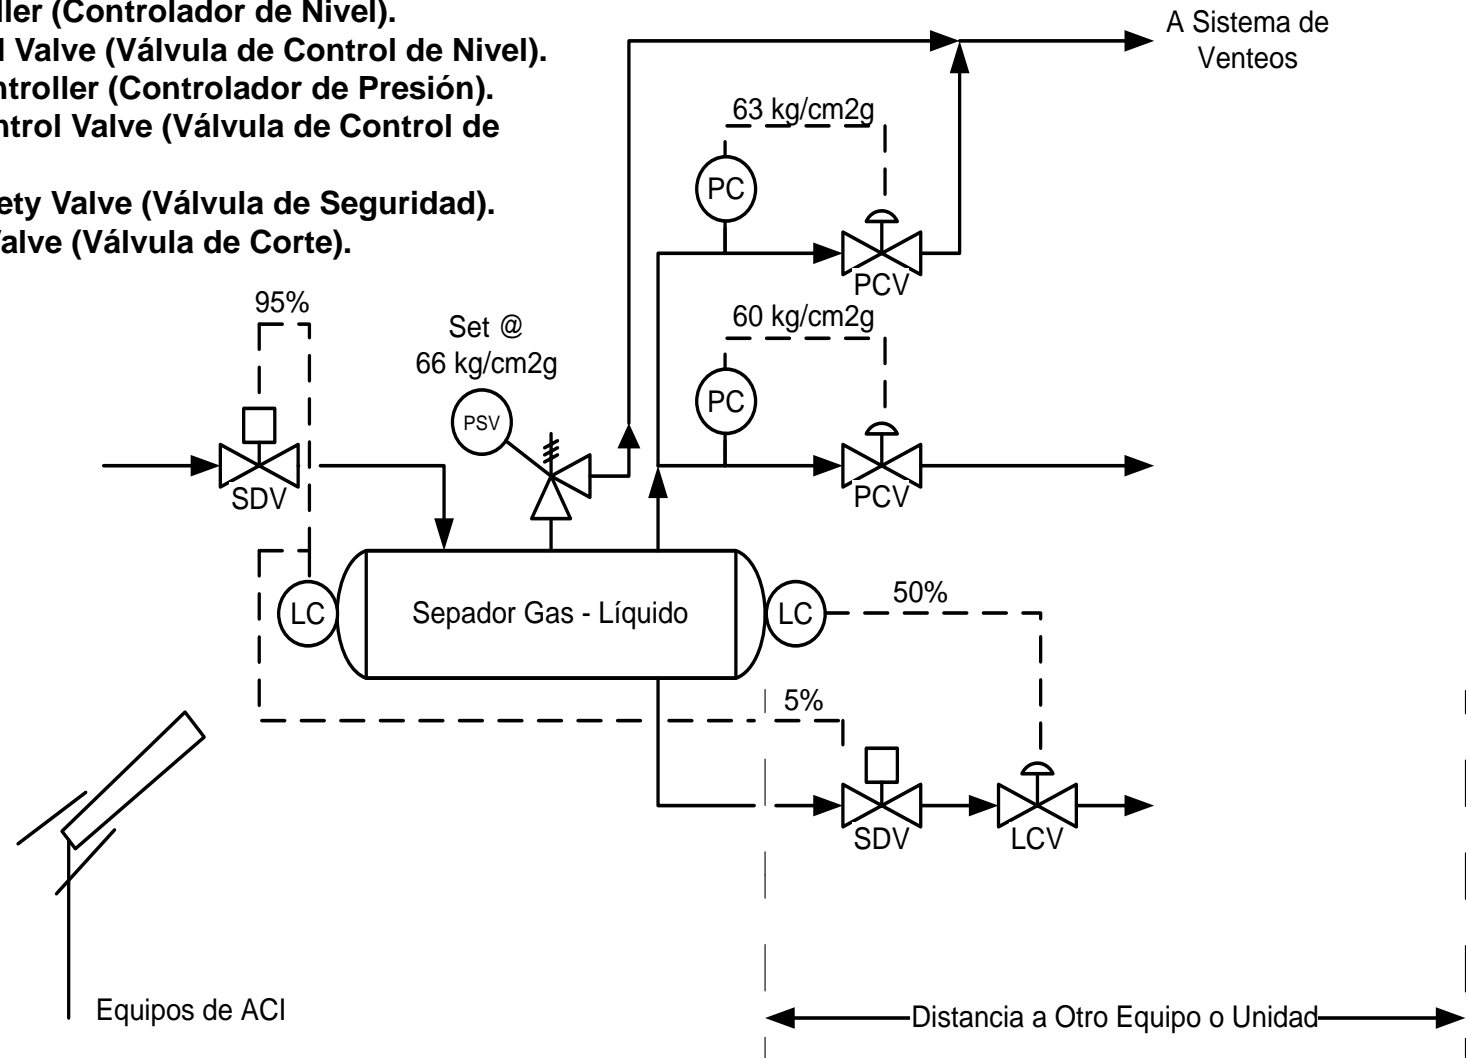 ller (Controlador de Nivel).
l Valve (Válvula de Control de Nivel).
ntroller (Controlador de Presión).
ntrol Valve (Válvula de Control de
ety Valve (Válvula de Seguridad).
Valve (Válvula de Corte).
A Sistema de
Venteos
63 kg/cm2g
PC
PCV
95%
60 kg/cm2g
Set @
66 kg/cm2g
PC
PSV
SDV
PCV
LC
Sepador Gas - Líquido
LC
50%
5%
SDV
LCV
Equipos de ACI
Distancia a Otro Equipo o Unidad